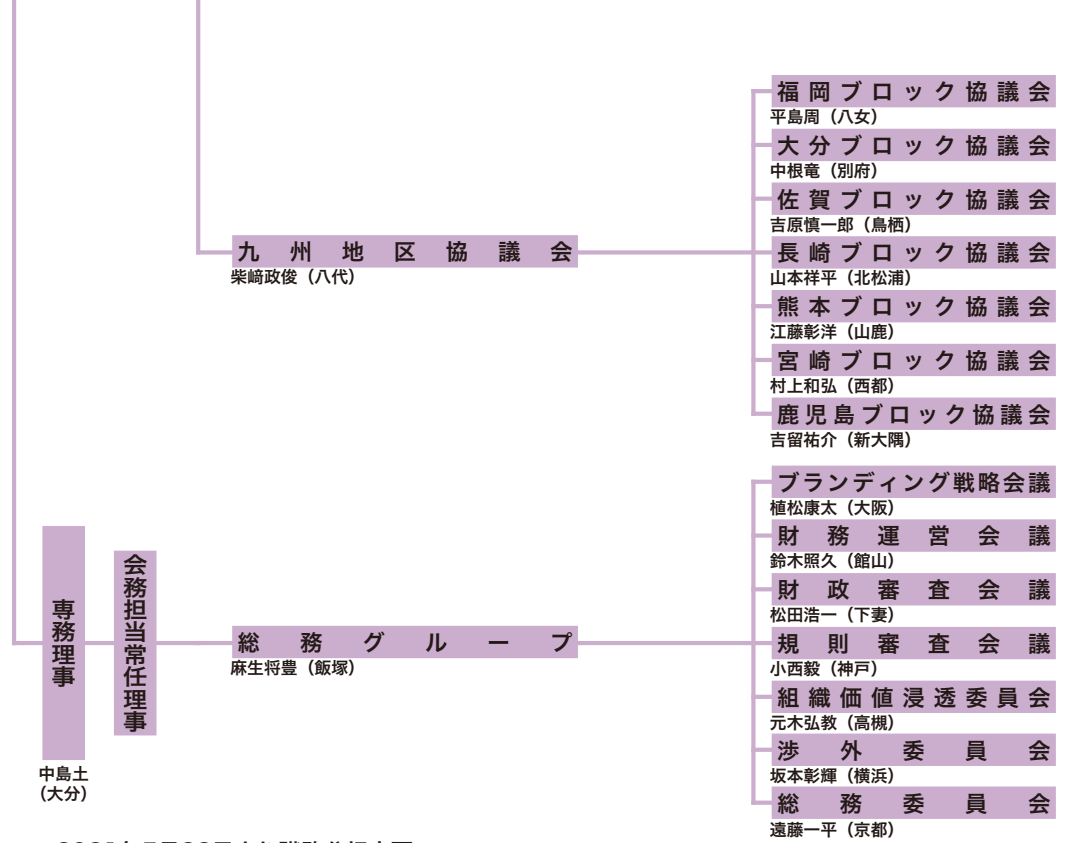 福岡ブロック協議会
平島周（八女）
大分ブロック協議会
中根竜（別府）
佐賀ブロック協議会
吉原慎一郎（鳥栖）
九州地区協議会
柴﨑政俊（八代）
長崎ブロック協議会
山本祥平（北松浦）
熊本ブロック協議会
江藤彰洋（山鹿）
宮崎ブロック協議会
村上和弘（西都）
鹿児島ブロック協議会
吉留祐介（新大隅）
専務理事
中島土
（大分）
会務担当常任理事
総務グループ
麻生将豊（飯塚）
ブランディング戦略会議
植松康太（大阪）
財務運営会議
鈴木照久（館山）
財政審査会議
松田浩一（下妻）
規則審査会議
小西毅（神戸）
組織価値浸透委員会
元木弘教（高槻）
渉外委員会
坂本彰輝（横浜）
総務委員会
遠藤一平（京都）